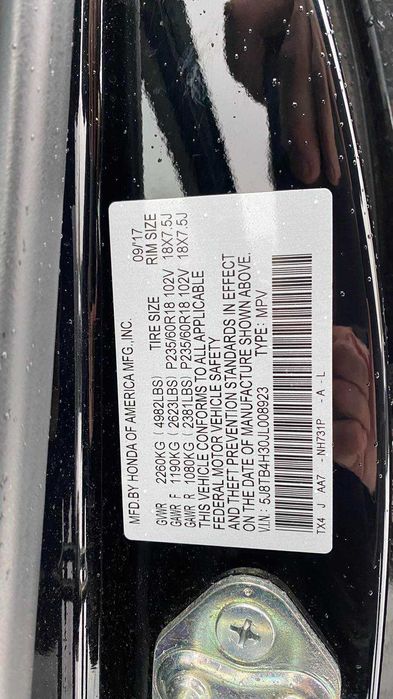 MFD.BY HONDA OF AMERICA MFG.,INC. 09/17
TIRE SIZE RIM SIZE
GVWR 2260KG (4982LBS)
GAWR F 1190KG (2623LBS) P235/60R18 102V 18X7.5J
GAWR R 1080KG (2381LBS) P235/60R18 102V 18X7.5J
THIS VEHICLE CONFORMS TO ALL APPLICABLE
FEDERAL MOTOR VEHICLE SAFETY
AND THEFT PREVENTION STANDARDS IN EFFECT
ON THE DATE OF MANUFACTURE SHOWN ABOVE.
V.I.N.: 5J8TB4H30JL008923 TYPE: MPV
TX4 J AA7 -NH731P -A -L